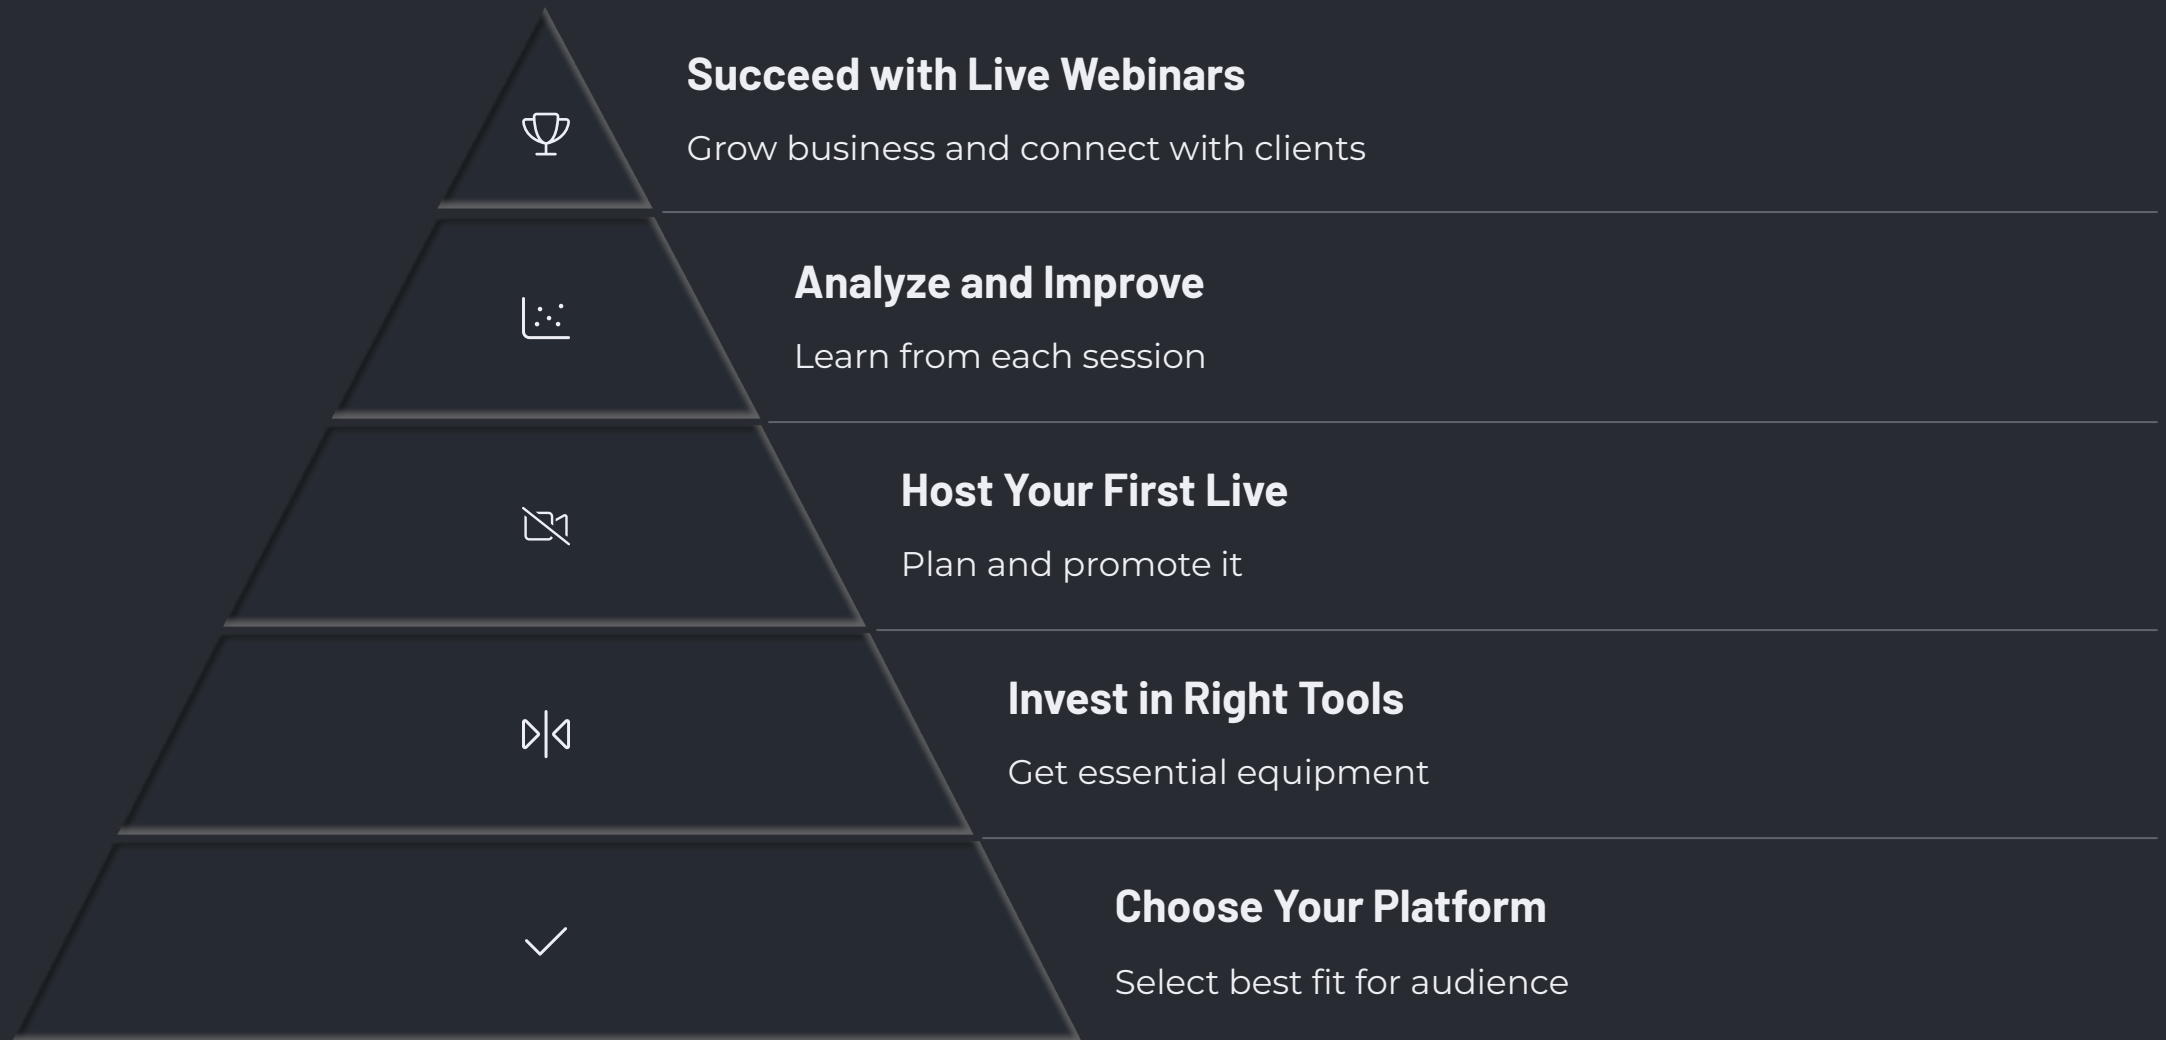 Succeed with Live Webinars
Grow business and connect with clients
Analyze and Improve
Learn from each session
Host Your First Live
Plan and promote it
Invest in Right Tools
Get essential equipment
Choose Your Platform
Select best fit for audience